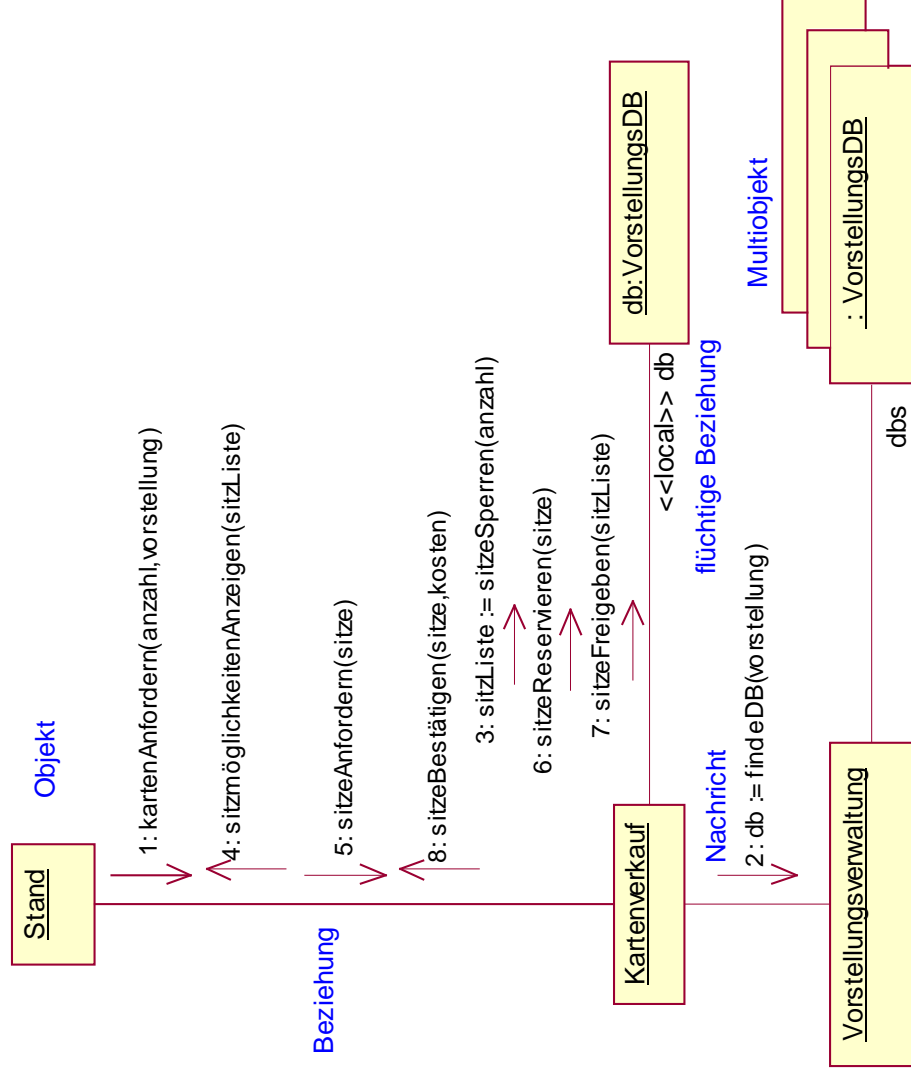 Stand
Objekt
1: kartenAnfordern(anzahl,vorstellung)
4: sitzmöglichkeitenAnzeigen(sitzListe)
Beziehung
5: sitzeAnfordern(sitze)
8: sitzeBestätigen(sitze,kosten)
3: sitzListe := sitzeSperren(anzahl)
6: sitzeReservieren(sitze)
7: sitzeFreigeben(sitzListe)
Kartenverkauf
<<local>> db
db:VorstellungsDB
flüchtige Beziehung
Nachricht
2: db := findeDB(vorstellung)
Multiobjekt
Vorstellungsverwaltung
dbs
: VorstellungsDB